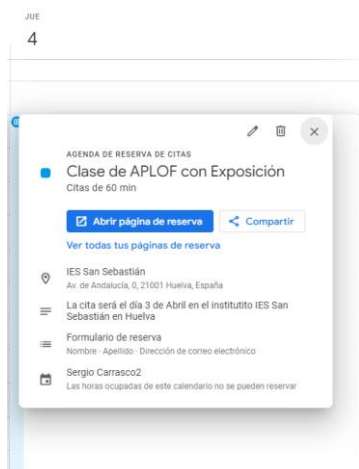 JUE
4
AGENDA DE RESERVA DE CITAS
Clase de APLOF con Exposición
Citas de 60 min
Abrir página de reserva
Compartir
Ver todas tus páginas de reserva
IES San Sebastián
Av. de Andalucía, 0, 21001 Huelva, España
La cita será el día 3 de Abril en el institutito IES San
Sebastián en Huelva
Formulario de reserva
Nombre · Apellido · Dirección de correo electrónico
Sergio Carrasco2
Las horas ocupadas de este calendario no se pueden reservar